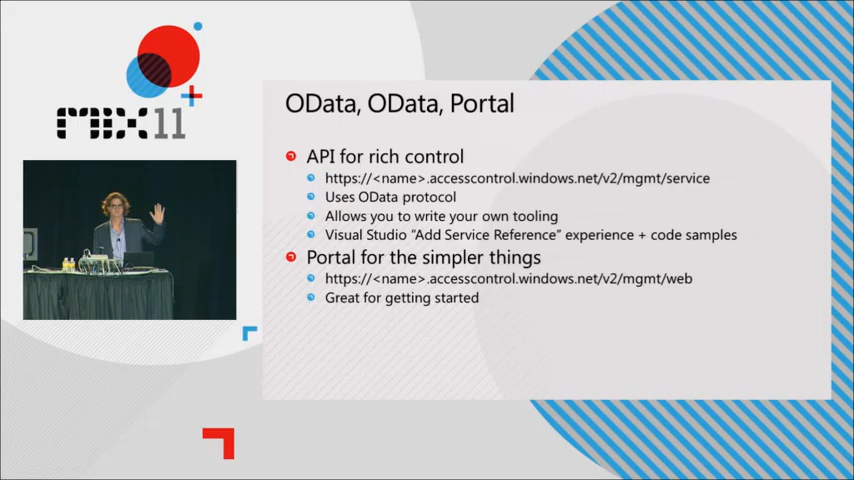 MIX11
OData, OData, Portal
API for rich control
https://<name>.accesscontrol.windows.net/v2/mgmt/service
Uses OData protocol
Allows you to write your own tooling
Visual Studio “Add Service Reference” experience + code samples
Portal for the simpler things
https://<name>.accesscontrol.windows.net/v2/mgmt/web
Great for getting started